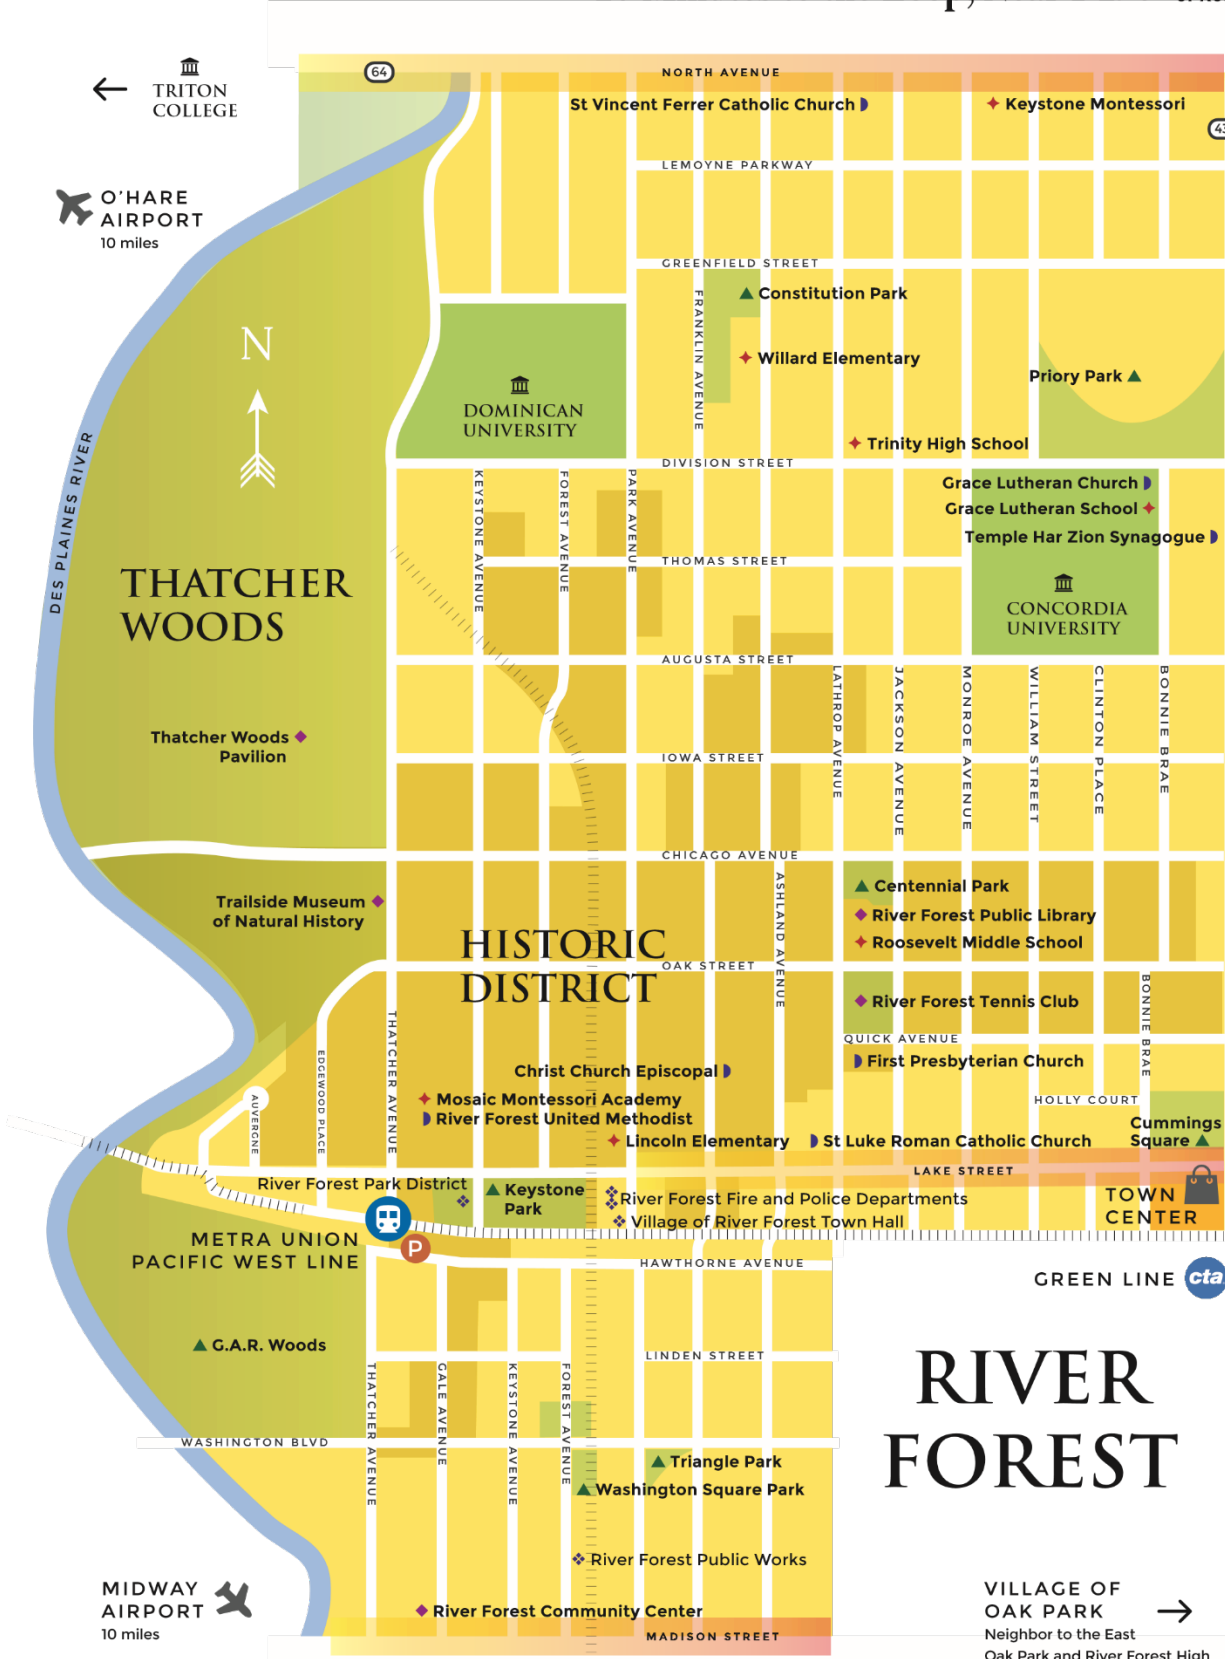 64
NORTH AVENUE
TRITON
COLLEGE
St Vincent Ferrer Catholic Church
Keystone Montessori
LEMOYNE PARKWAY
O'HARE
AIRPORT
10 miles
GREENFIELD STREET
FRANKLIN AVENUE
Constitution Park
N
Willard Elementary
Priory Park
DOMINICAN
UNIVERSITY
Trinity High School
DIVISION STREET
DES PLAINES RIVER
KEYSTONE AVENUE
FOREST AVENUE
PARK AVENUE
Grace Lutheran Church
Grace Lutheran School
Temple Har Zion Synagogue
THOMAS STREET
THATCHER
WOODS
CONCORDIA
UNIVERSITY
AUGUSTA STREET
LATHROP AVENUE
JACKSON AVENUE
MONROE AVENUE
WILLIAM STREET
CLINTON PLACE
BONNIE BRAE
Thatcher Woods
Pavilion
IOWA STREET
CHICAGO AVENUE
ASHLAND AVENUE
Centennial Park
Trailside Museum
of Natural History
River Forest Public Library
Roosevelt Middle School
HISTORIC
DISTRICT
OAK STREET
River Forest Tennis Club
BONNIE BRAE
THATCHER AVENUE
EDGEWOOD PLACE
AUVERGNE
QUICK AVENUE
Christ Church Episcopal
First Presbyterian Church
Mosaic Montessori Academy
HOLLY COURT
River Forest United Methodist
Cummings
Square
Lincoln Elementary
St Luke Roman Catholic Church
LAKE STREET
River Forest Park District
Keystone
Park
River Forest Fire and Police Departments
Village of River Forest Town Hall
TOWN
CENTER
METRA UNION
PACIFIC WEST LINE
P
HAWTHORNE AVENUE
GREEN LINE
cta
G.A.R. Woods
LINDEN STREET
RIVER
FOREST
THATCHER AVENUE
GALE AVENUE
KEYSTONE AVENUE
FOREST AVENUE
WASHINGTON BLVD
Triangle Park
Washington Square Park
River Forest Public Works
MIDWAY
AIRPORT
10 miles
River Forest Community Center
MADISON STREET
VILLAGE OF
OAK PARK
Neighbor to the East
Oak Park and River Forest High